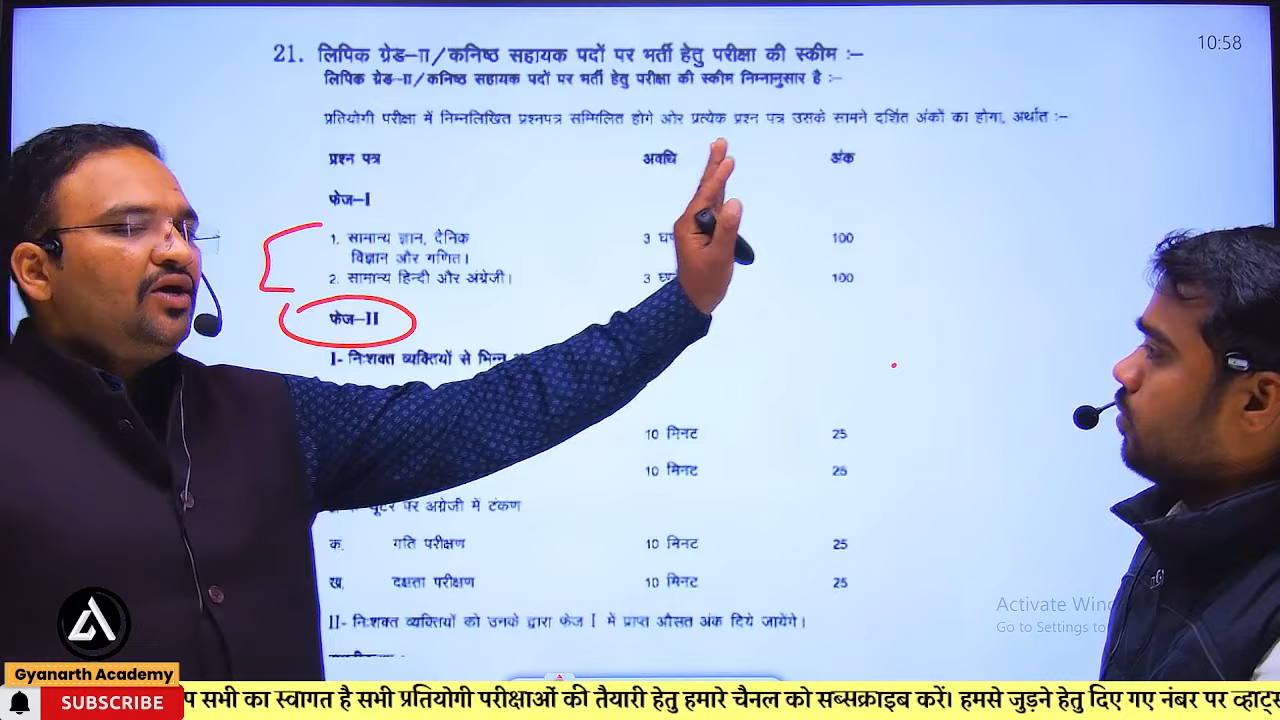 10:58
21. लिपिक ग्रेड–II/कनिष्ठ सहायक पदों पर भर्ती हेतु परीक्षा की स्कीम :–
लिपिक ग्रेड–II/कनिष्ठ सहायक पदों पर भर्ती हेतु परीक्षा की स्कीम निम्नानुसार है :–
प्रतियोगी परीक्षा में निम्नलिखित प्रश्नपत्र सम्मिलित होगे ओर प्रत्येक प्रश्न पत्र उसके सामने दर्शित अंकों का होगा, अर्थात :–
प्रश्न पत्र अवधि अंक
फेज–I
1. सामान्य ज्ञान, दैनिक 3 100
विज्ञान और गणित।
2. सामान्य हिन्दी और अंग्रेजी। 3 100
फेज–II
I- निःशक्त व्यक्तियों से भिन्न
10 मिनट 25
10 मिनट 25
पर अंग्रेजी में टंकण
क. गति परीक्षण 10 मिनट 25
ख. दक्षता परीक्षण 10 मिनट 25
II- निःशक्त व्यक्तियों को उनके द्वारा फेज I में प्राप्त औसत अंक दिये जायेंगे।
Activate
Go to Settings to
Gyanarth Academy
SUBSCRIBE
सभी का स्वागत है सभी प्रतियोगी परीक्षाओं की तैयारी हेतु हमारे चैनल को सब्सक्राइब करें। हमसे जुड़ने हेतु दिए गए नंबर पर